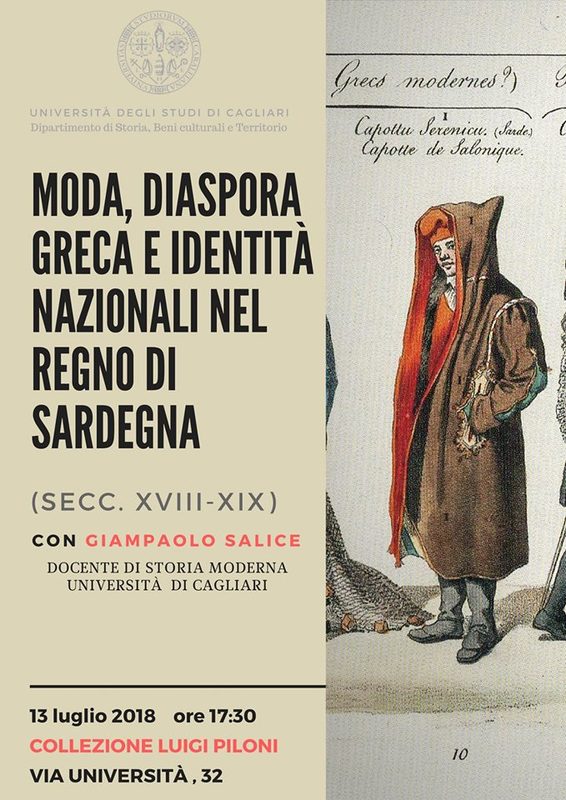 UNIVERSITÀ DEGLI STUDI DI CAGLIARI
Dipartimento di Storia, Beni culturali e Territorio
MODA, DIASPORA
GRECA E IDENTITÀ
NAZIONALI NEL
REGNO DI
SARDEGNA
(SECC. XVIII-XIX)
CON GIAMPAOLO SALICE
DOCENTE DI STORIA MODERNA
UNIVERSITÀ DI CAGLIARI
13 luglio 2018 ore 17:30
COLLEZIONE LUIGI PILONI
VIA UNIVERSITÀ , 32
Grecs modernes?)
1
Capottu Serenicu. (Sarde)
Capotte de Salonique.
10